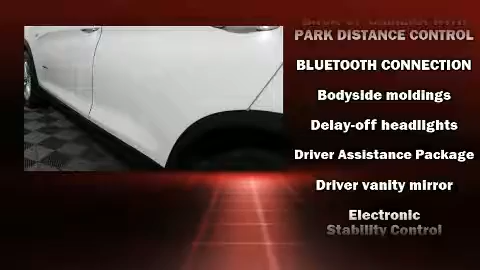 PARK DISTANCE CONTROL
BLUETOOTH CONNECTION
Bodyside moldings
Delay-off headlights
Driver Assistance Package
Driver vanity mirror
Electronic
Stability Control